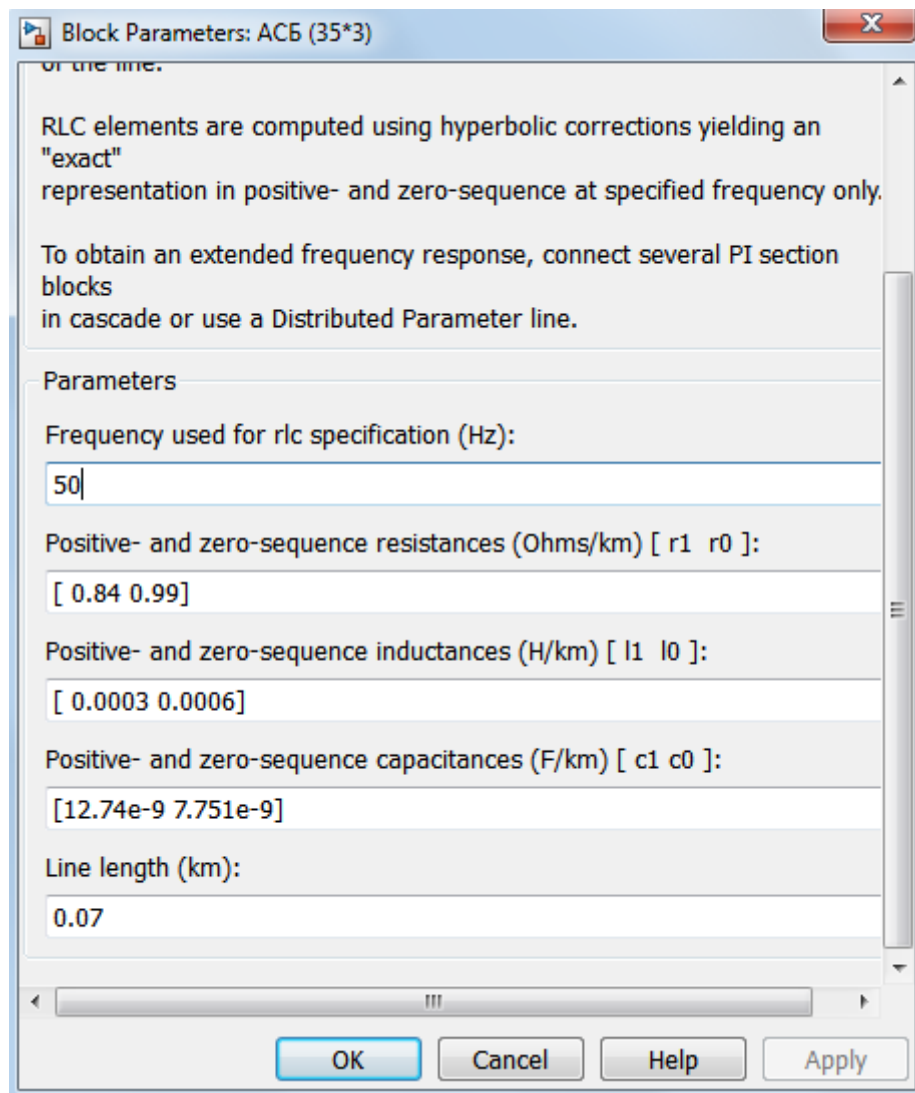 Block Parameters: АСБ (35*3)
of the line.
RLC elements are computed using hyperbolic corrections yielding an
"exact"
representation in positive- and zero-sequence at specified frequency only.
To obtain an extended frequency response, connect several PI section
blocks
in cascade or use a Distributed Parameter line.
Parameters
Frequency used for rlc specification (Hz):
50
Positive- and zero-sequence resistances (Ohms/km) [ r1  r0 ]:
[ 0.84 0.99]
Positive- and zero-sequence inductances (H/km) [ l1  l0 ]:
[ 0.0003 0.0006]
Positive- and zero-sequence capacitances (F/km) [ c1 c0 ]:
[12.74e-9 7.751e-9]
Line length (km):
0.07
OK
Cancel
Help
Apply